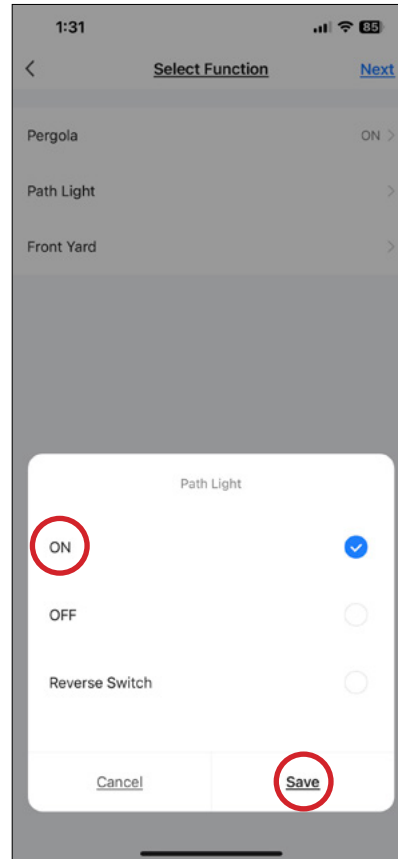 1:31 85
Select Function Next
Pergola ON
Path Light
Front Yard
Path Light
ON
OFF
Reverse Switch
Cancel Save